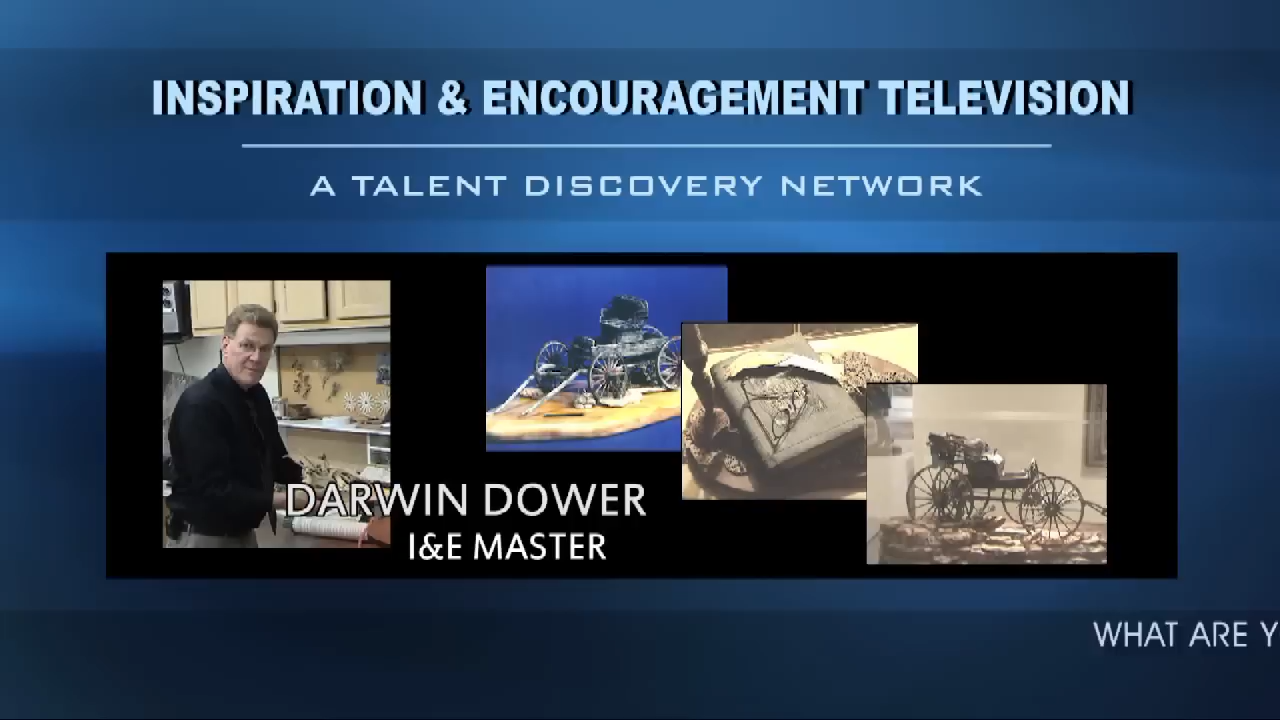 INSPIRATION & ENCOURAGEMENT TELEVISION
A TALENT DISCOVERY NETWORK
DARWIN DOWER
I&E MASTER
WHAT ARE Y